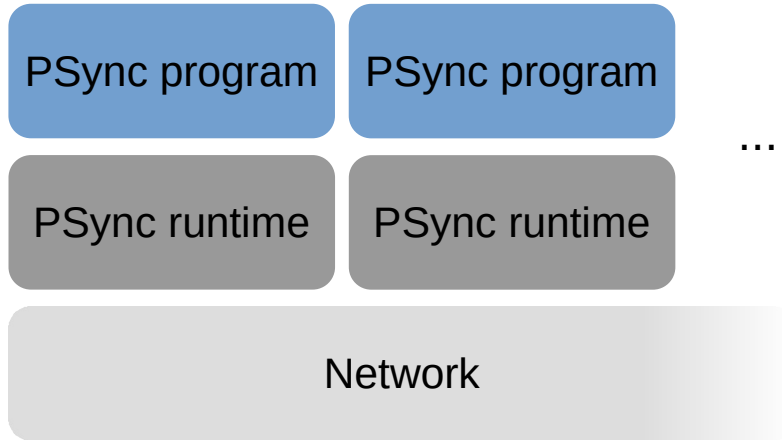 PSync program PSync program
...
PSync runtime PSync runtime
Network